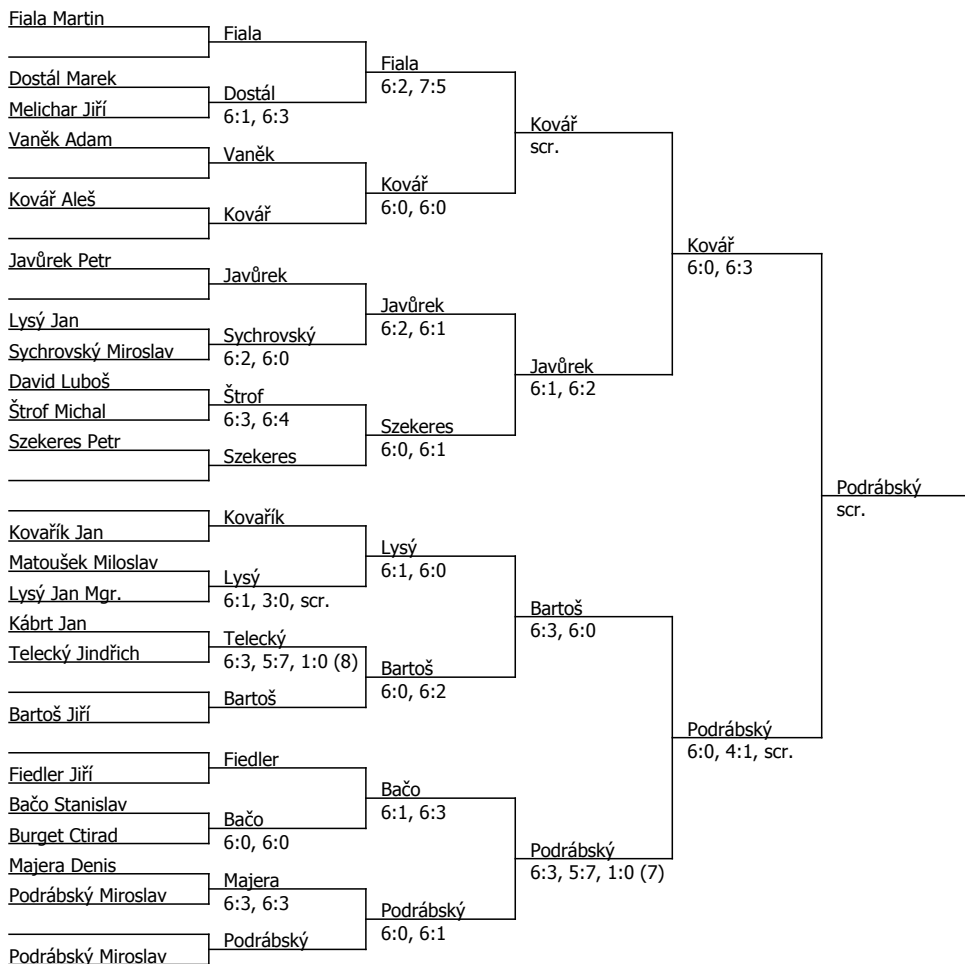 Fiala Martin
Fiala
Fiala
6:2, 7:5
Dostál Marek
Dostál
6:1, 6:3
Melichar Jiří
Kovář
scr.
Vaněk Adam
Vaněk
Kovář
6:0, 6:0
Kovář Aleš
Kovář
Kovář
6:0, 6:3
Javůrek Petr
Javůrek
Javůrek
6:2, 6:1
Lysý Jan
Sychrovský
6:2, 6:0
Sychrovský Miroslav
Javůrek
6:1, 6:2
David Luboš
Štrof
6:3, 6:4
Štrof Michal
Szekeres
6:0, 6:1
Szekeres Petr
Szekeres
Podrábský
scr.
Kovařík
Kovařík Jan
Lysý
6:1, 6:0
Matoušek Miloslav
Lysý
6:1, 3:0, scr.
Lysý Jan Mgr.
Bartoš
6:3, 6:0
Kábrt Jan
Telecký
6:3, 5:7, 1:0 (8)
Telecký Jindřich
Bartoš
6:0, 6:2
Bartoš
Bartoš Jiří
Podrábský
6:0, 4:1, scr.
Fiedler
Fiedler Jiří
Bačo
6:1, 6:3
Bačo Stanislav
Bačo
6:0, 6:0
Burget Ctirad
Podrábský
6:3, 5:7, 1:0 (7)
Majera Denis
Majera
6:3, 6:3
Podrábský Miroslav
Podrábský
6:0, 6:1
Podrábský
Podrábský Miroslav